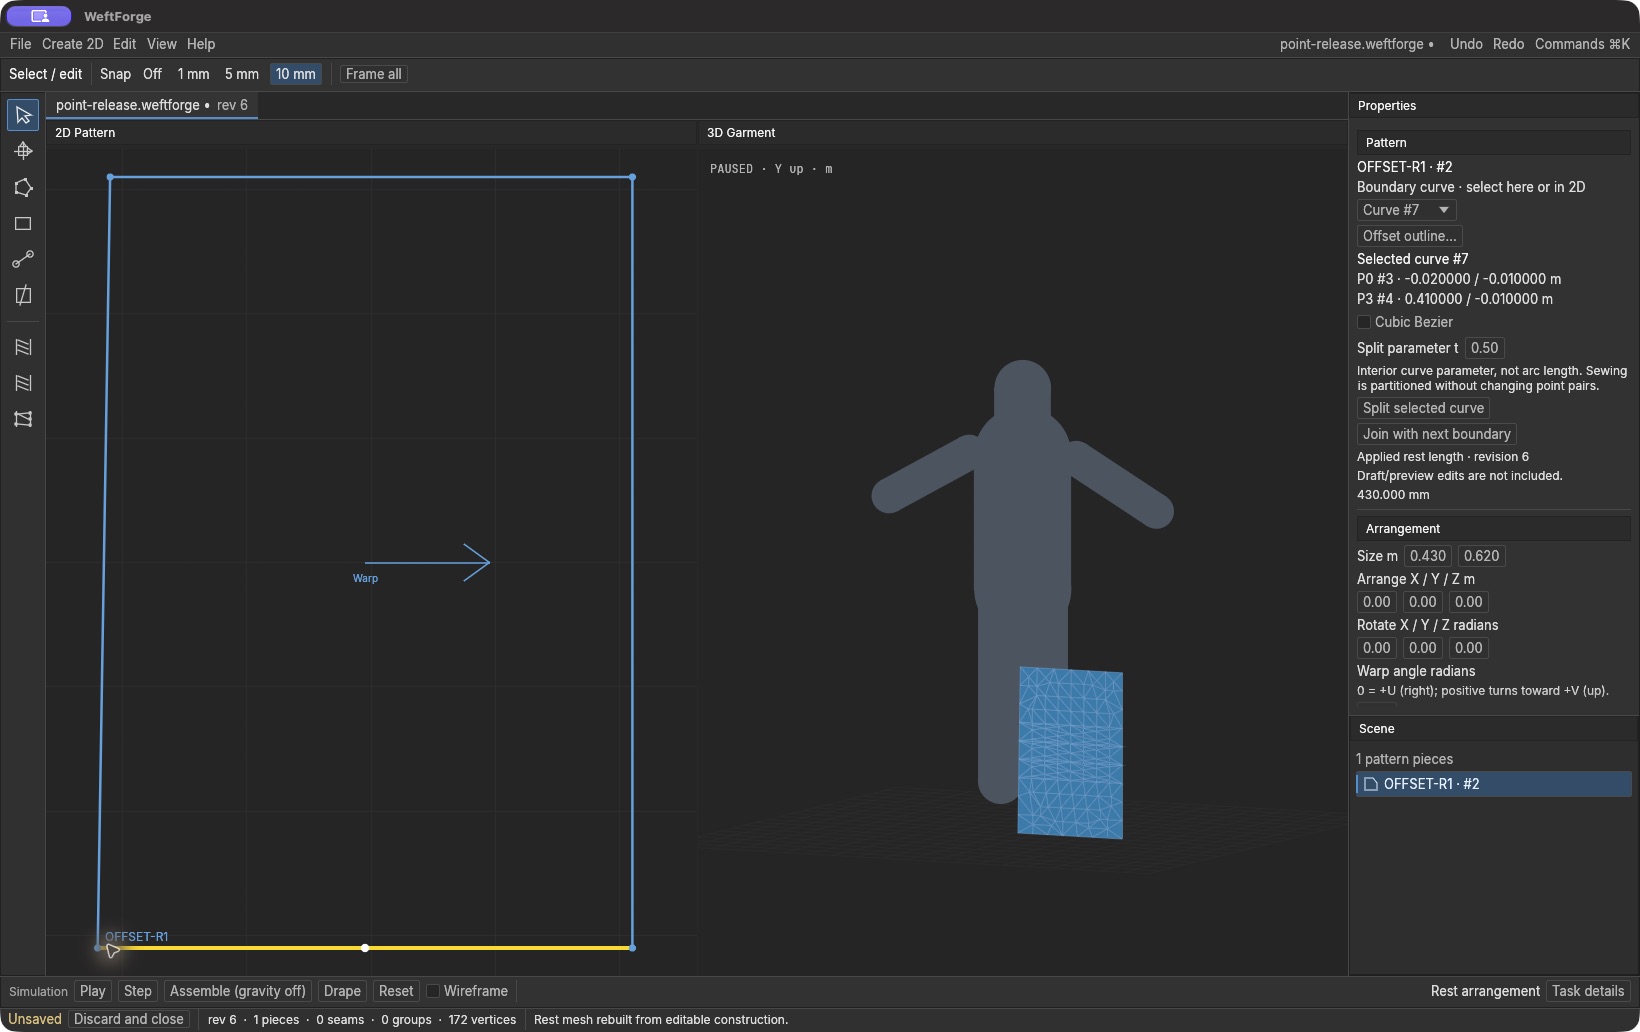 WeftForge
File Create 2D Edit View Help
point-release.weftforge • Undo Redo Commands ⌘K
Select / edit Snap Off 1 mm 5 mm 10 mm Frame all
point-release.weftforge • rev 6
2D Pattern
3D Garment
PAUSED · Y up · m
Warp
OFFSET-R1
Properties
Pattern
OFFSET-R1 · #2
Boundary curve · select here or in 2D
Curve #7
Offset outline...
Selected curve #7
P0 #3 · -0.020000 / -0.010000 m
P3 #4 · 0.410000 / -0.010000 m
Cubic Bezier
Split parameter t 0.50
Interior curve parameter, not arc length. Sewing
is partitioned without changing point pairs.
Split selected curve
Join with next boundary
Applied rest length · revision 6
Draft/preview edits are not included.
430.000 mm
Arrangement
Size m 0.430 0.620
Arrange X / Y / Z m
0.00 0.00 0.00
Rotate X / Y / Z radians
0.00 0.00 0.00
Warp angle radians
0 = +U (right); positive turns toward +V (up).
Scene
1 pattern pieces
OFFSET-R1 · #2
Simulation Play Step Assemble (gravity off) Drape Reset Wireframe
Rest arrangement Task details
Unsaved Discard and close rev 6 · 1 pieces · 0 seams · 0 groups · 172 vertices Rest mesh rebuilt from editable construction.